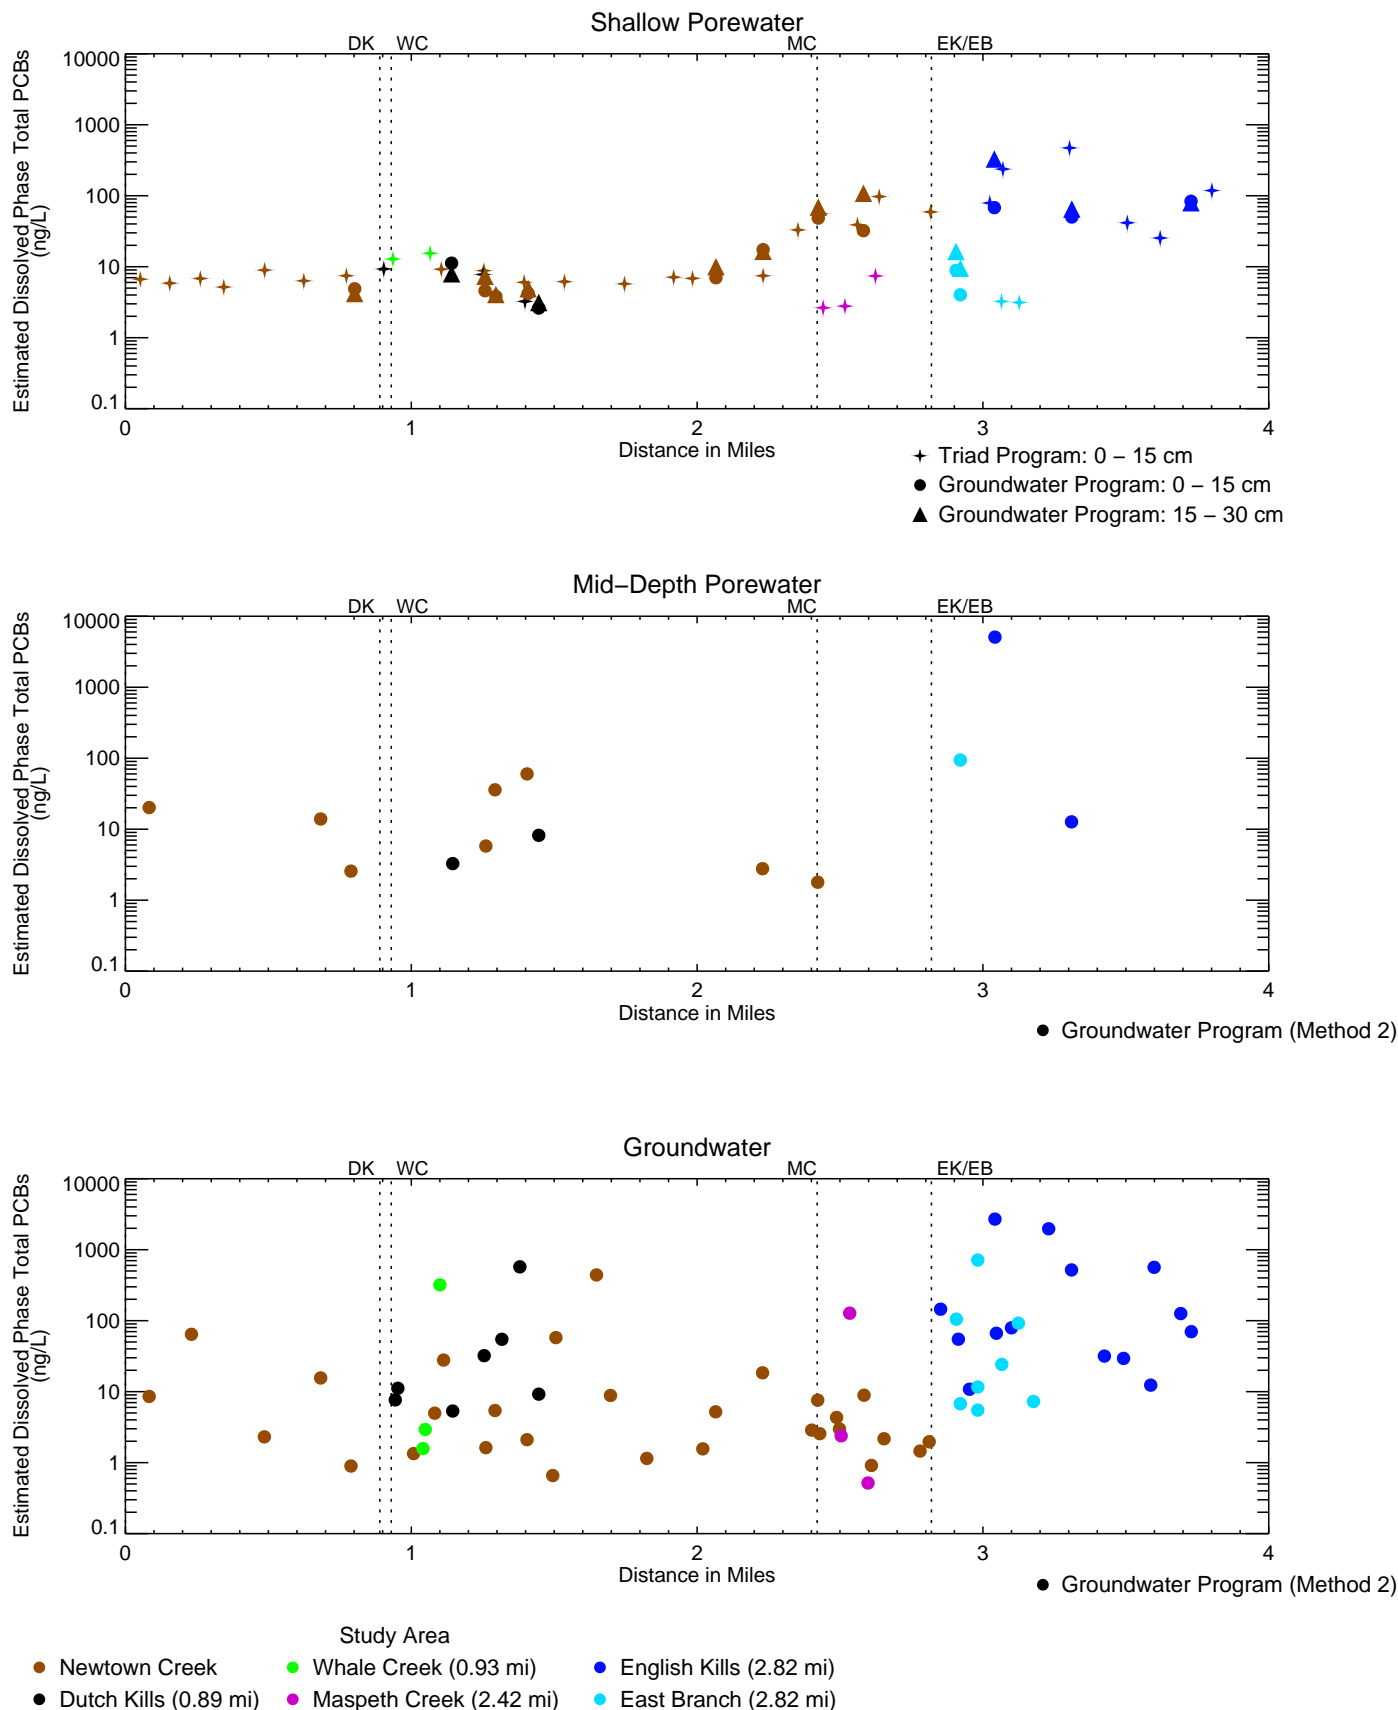 Shallow Porewater
DK WC MC EK/EB
Estimated Dissolved Phase Total PCBs
(ng/L)
10000
1000
100
10
1
0.1
0 1 2 3 4
Distance in Miles
Triad Program: 0 – 15 cm
Groundwater Program: 0 – 15 cm
Groundwater Program: 15 – 30 cm
Mid–Depth Porewater
DK WC MC EK/EB
Estimated Dissolved Phase Total PCBs
(ng/L)
10000
1000
100
10
1
0.1
0 1 2 3 4
Distance in Miles
Groundwater Program (Method 2)
Groundwater
DK WC MC EK/EB
Estimated Dissolved Phase Total PCBs
(ng/L)
10000
1000
100
10
1
0.1
0 1 2 3 4
Distance in Miles
Groundwater Program (Method 2)
Study Area
Newtown Creek Whale Creek (0.93 mi) English Kills (2.82 mi)
Dutch Kills (0.89 mi) Maspeth Creek (2.42 mi) East Branch (2.82 mi)